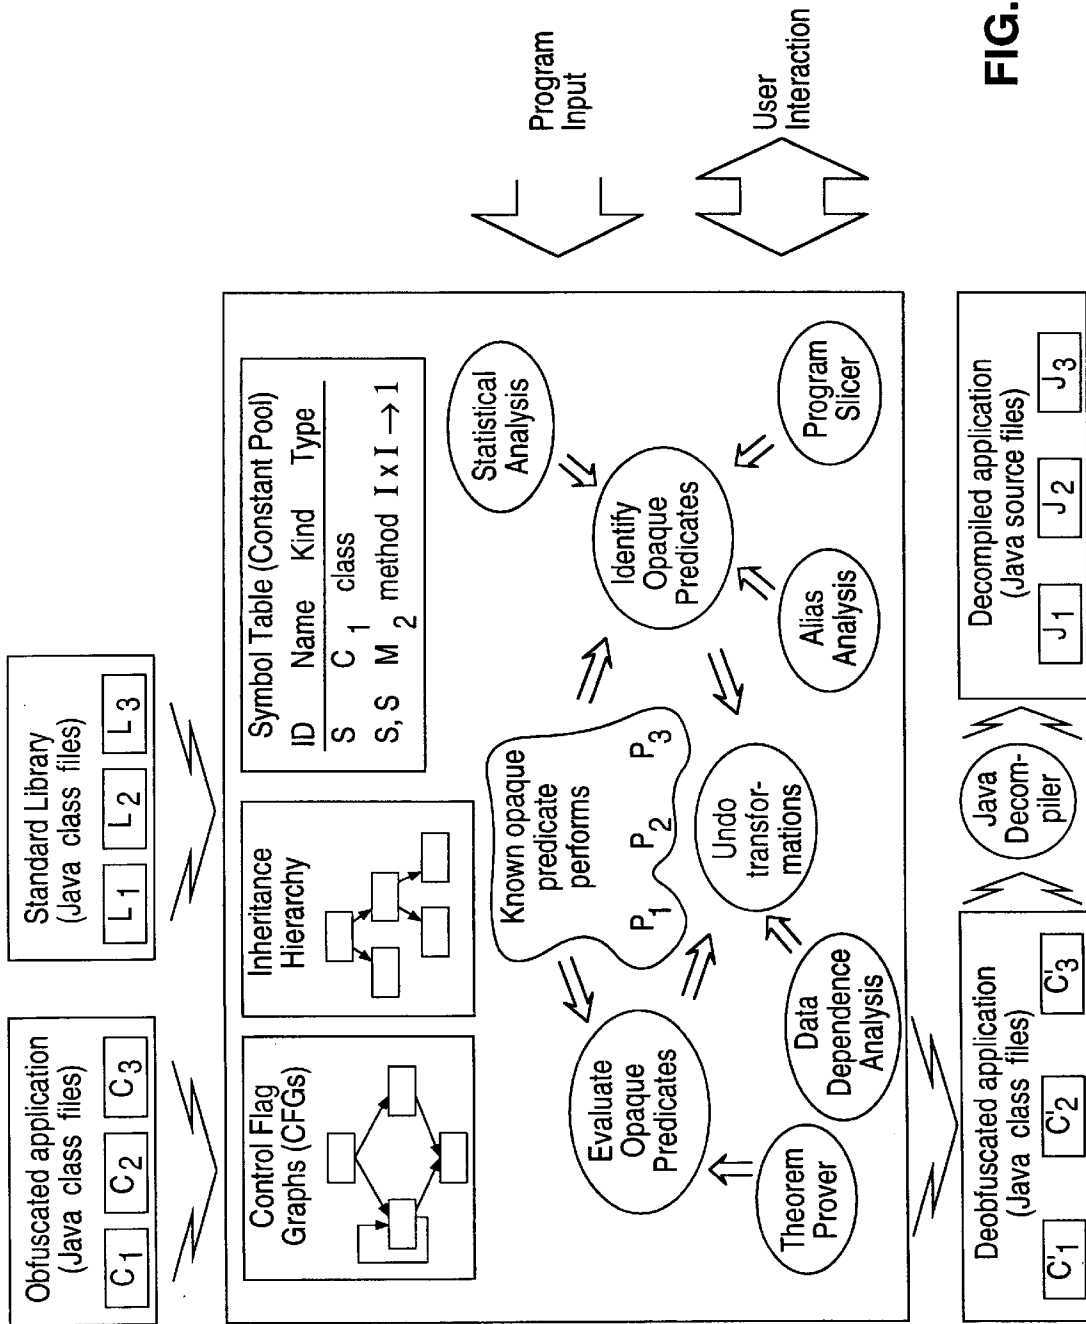 Obfuscated application
(Java class files)
C1 C2 C3
Standard Library
(Java class files)
L1 L2 L3
Control Flag
Graphs (CFGs)
Inheritance
Hierarchy
Symbol Table (Constant Pool)
ID Name Kind Type
S C1 class
S, S M2 method I x I → 1
Program
Input
User
Interaction
Known opaque
predicate
performs
P1 P2 P3
Statistical
Analysis
Evaluate
Opaque
Predicates
Identify
Opaque
Predicates
Undo
transfor-
mations
Theorem
Prover
Data
Dependence
Analysis
Alias
Analysis
Program
Slicer
Deobfuscated application
(Java class files)
C'1 C'2 C'3
Java
Decom-
piler
Decompiled application
(Java source files)
J1 J2 J3
FIG.